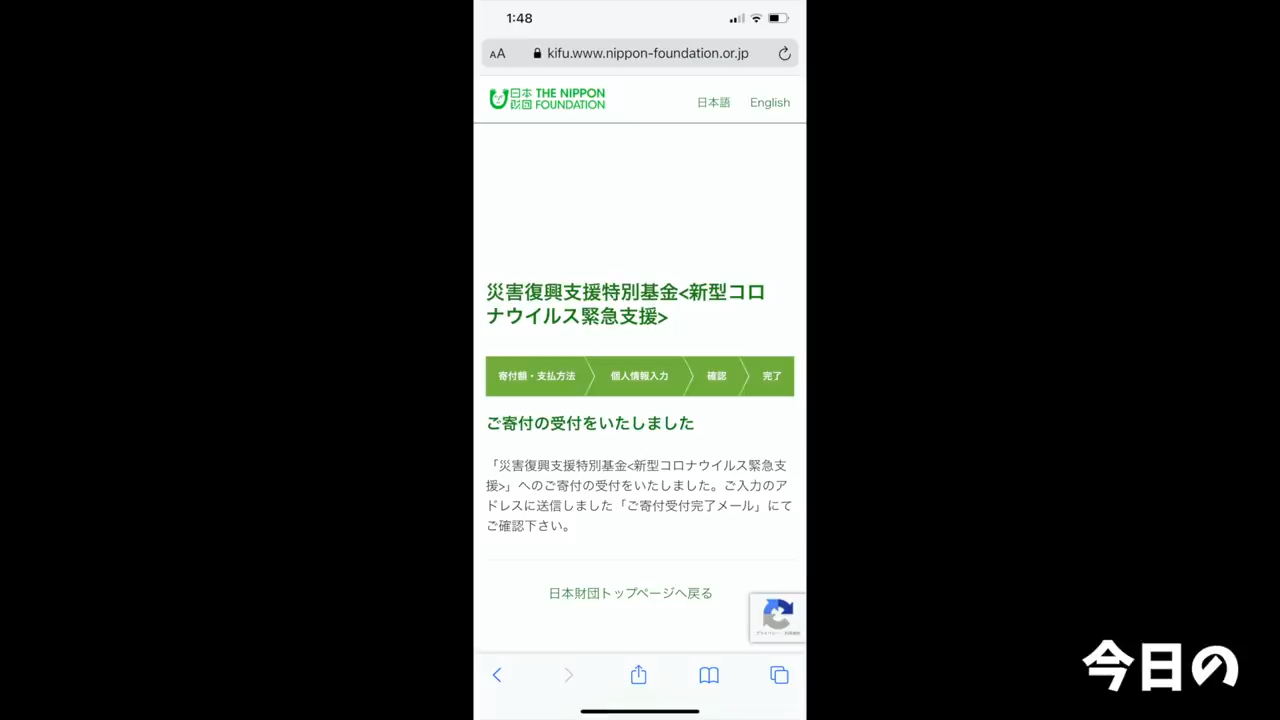 1:48
AA kifu.www.nippon-foundation.or.jp
日本 THE NIPPON
財団 FOUNDATION
日本語 English
災害復興支援特別基金<新型コロ
ナウイルス緊急支援>
寄付額・支払方法 個人情報入力 確認 完了
ご寄付の受付をいたしました
「災害復興支援特別基金<新型コロナウイルス緊急支
援>」へのご寄付の受付をいたしました。ご入力のア
ドレスに送信しました「ご寄付受付完了メール」にて
ご確認下さい。
日本財団トップページへ戻る
今日の